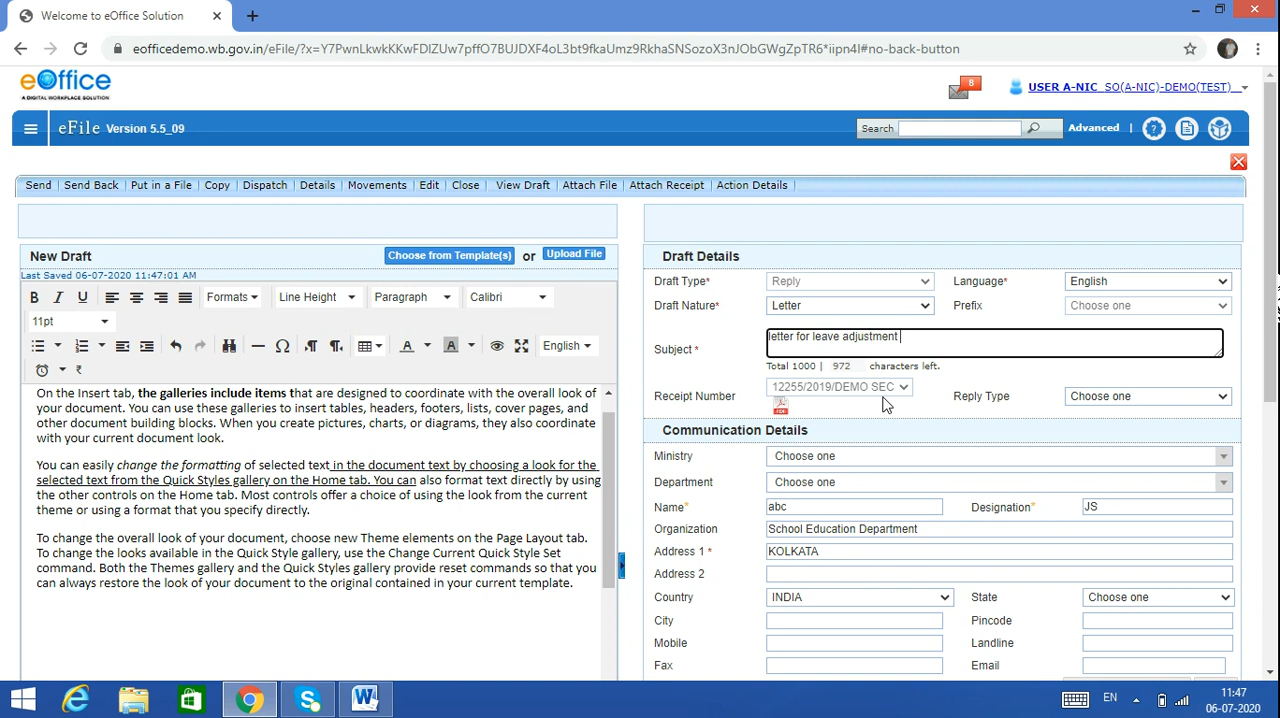 Welcome to eOffice Solution
eofficedemo.wb.gov.in/eFile/?x=Y7PwnLkwkKKwFDlZUw7pffO7BUJDXF4oL3bt9fkaUmz9RkhaSNSozoX3nJObGWgZpTR6*iipn4I#no-back-button
eOffice
A DIGITAL WORKPLACE SOLUTION
8
USER A-NIC SO(A-NIC)-DEMO(TEST)
eFile Version 5.5_09
Search
Advanced |
Send | Send Back | Put in a File | Copy | Dispatch | Details | Movements | Edit | Close | View Draft | Attach File | Attach Receipt | Action Details
New Draft
Choose from Template(s) or Upload File
Last Saved 06-07-2020 11:47:01 AM
B I U Formats Line Height Paragraph Calibri
11pt
English
On the Insert tab, the galleries include items that are designed to coordinate with the overall look of
your document. You can use these galleries to insert tables, headers, footers, lists, cover pages, and
other document building blocks. When you create pictures, charts, or diagrams, they also coordinate
with your current document look.
You can easily change the formatting of selected text in the document text by choosing a look for the
selected text from the Quick Styles gallery on the Home tab. You can also format text directly by using
the other controls on the Home tab. Most controls offer a choice of using the look from the current
theme or using a format that you specify directly.
To change the overall look of your document, choose new Theme elements on the Page Layout tab.
To change the looks available in the Quick Style gallery, use the Change Current Quick Style Set
command. Both the Themes gallery and the Quick Styles gallery provide reset commands so that you
can always restore the look of your document to the original contained in your current template.
Draft Details
Draft Type* Reply Language* English
Draft Nature* Letter Prefix Choose one
Subject * letter for leave adjustment
Total 1000 | 972 characters left.
Receipt Number 12255/2019/DEMO SEC Reply Type Choose one
PDF
Communication Details
Ministry Choose one
Department Choose one
Name* abc Designation* JS
Organization School Education Department
Address 1 * KOLKATA
Address 2
Country INDIA State Choose one
City Pincode
Mobile Landline
Fax Email
EN
11:47
06-07-2020